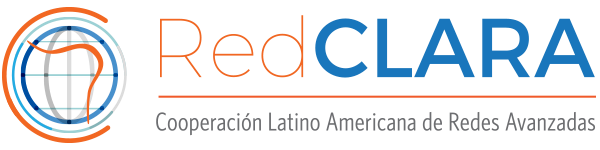 RedCLARA
Cooperación Latino Americana de Redes Avanzadas